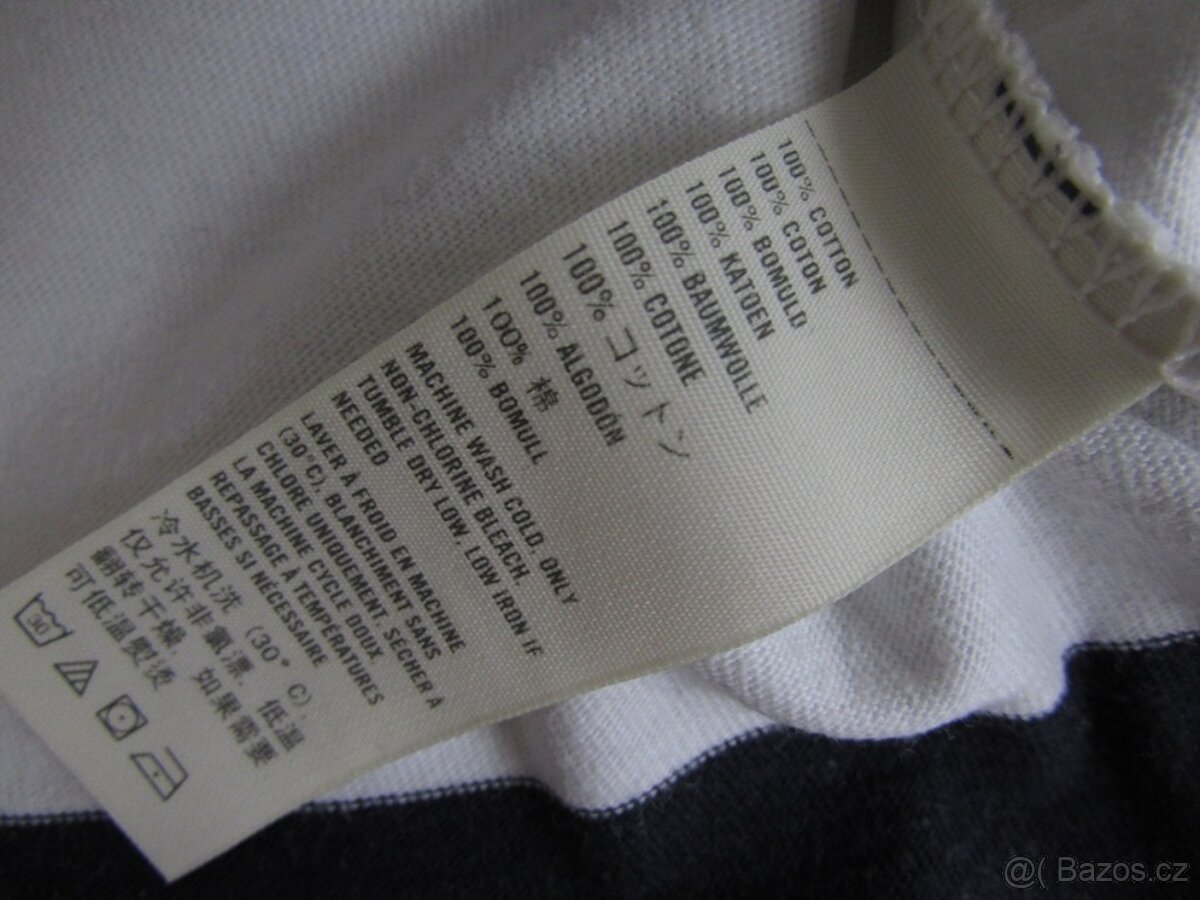 100% COTTON
100% COTON
100% BOMULD
100% KATOEN
100% BAUMWOLLE
100% COTONE
100% コットン
100% ALGODÓN
100% 棉
100% BOMULL
MACHINE WASH COLD. ONLY
NON-CHLORINE BLEACH.
TUMBLE DRY LOW. LOW IRON IF
NEEDED
LAVER À FROID EN MACHINE
(30°C). BLANCHIMENT SANS
CHLORE UNIQUEMENT. SÉCHER À
LA MACHINE CYCLE DOUX.
REPASSAGE À TEMPÉRATURES
BASSES SI NÉCESSAIRE
冷水机洗 (30°C).
仅允许非氯漂. 低温
翻转干燥. 如果需要
可低温熨烫
30
@( Bazos.cz